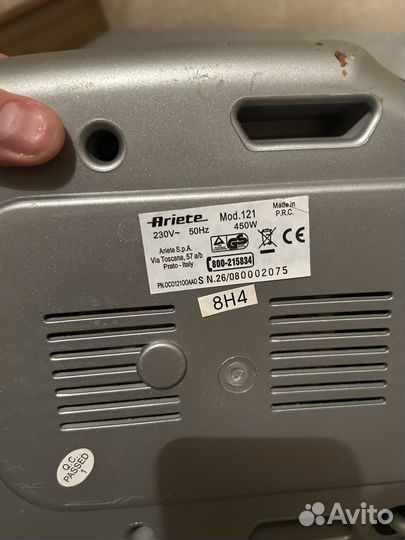 Ariete Mod.121 Made in
P.R.C.
230V~ 50Hz 450W
Ariete S.p.A.
Via Toscana, 57 a/b
Prato - Italy
800-215834
CE
PN.OC012100AA0 S N.26/080002075
8H4
Q.C.
PASSED
1
Avito